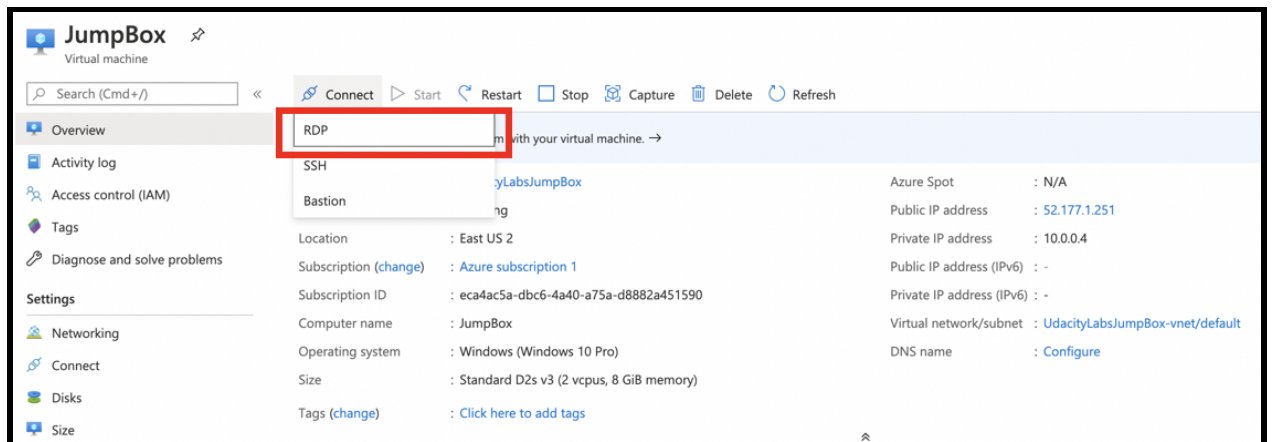 JumpBox
Virtual machine
Search (Cmd+/)
«
Connect
Start
Restart
Stop
Capture
Delete
Refresh
RDP
SSH
Bastion
with your virtual machine. →
Overview
Activity log
Access control (IAM)
Tags
Diagnose and solve problems
Settings
Networking
Connect
Disks
Size
yLabsJumpBox
ng
Location : East US 2
Subscription (change) : Azure subscription 1
Subscription ID : eca4ac5a-dbc6-4a40-a75a-d8882a451590
Computer name : JumpBox
Operating system : Windows (Windows 10 Pro)
Size : Standard D2s v3 (2 vcpus, 8 GiB memory)
Tags (change) : Click here to add tags
Azure Spot : N/A
Public IP address : 52.177.1.251
Private IP address : 10.0.0.4
Public IP address (IPv6) : -
Private IP address (IPv6) : -
Virtual network/subnet : UdacityLabsJumpBox-vnet/default
DNS name : Configure